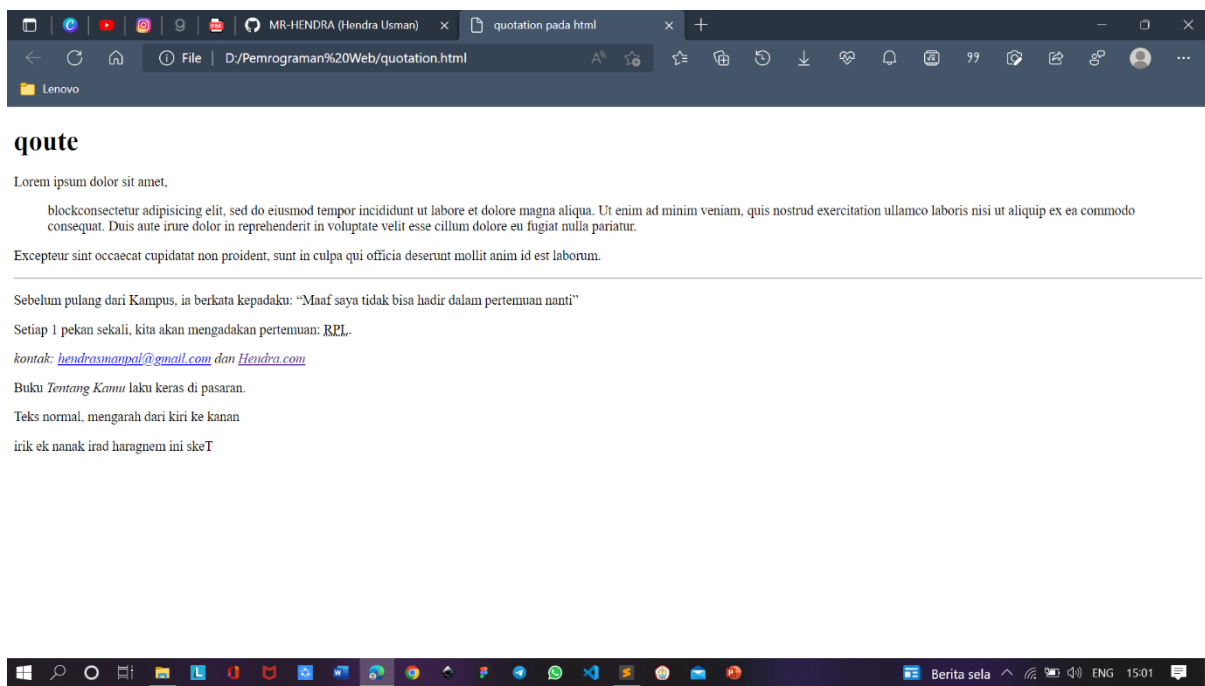 MR-HENDRA (Hendra Usman)
quotation pada html
File
D:/Pemrograman%20Web/quotation.html
Lenovo
qoute
Lorem ipsum dolor sit amet,
blockconsectetur adipisicing elit, sed do eiusmod tempor incididunt ut labore et dolore magna aliqua. Ut enim ad minim veniam, quis nostrud exercitation ullamco laboris nisi ut aliquip ex ea commodo
consequat. Duis aute irure dolor in reprehenderit in voluptate velit esse cillum dolore eu fugiat nulla pariatur.
Excepteur sint occaecat cupidatat non proident, sunt in culpa qui officia deserunt mollit anim id est laborum.
Sebelum pulang dari Kampus, ia berkata kepadaku: “Maaf saya tidak bisa hadir dalam pertemuan nanti”
Setiap 1 pekan sekali, kita akan mengadakan pertemuan: RPL.
kontak: hendrasmanpal@gmail.com dan Hendra.com
Buku Tentang Kamu laku keras di pasaran.
Teks normal, mengarah dari kiri ke kanan
irik ek nanak irad haragnem ini skeT
Berita sela
ENG
15:01